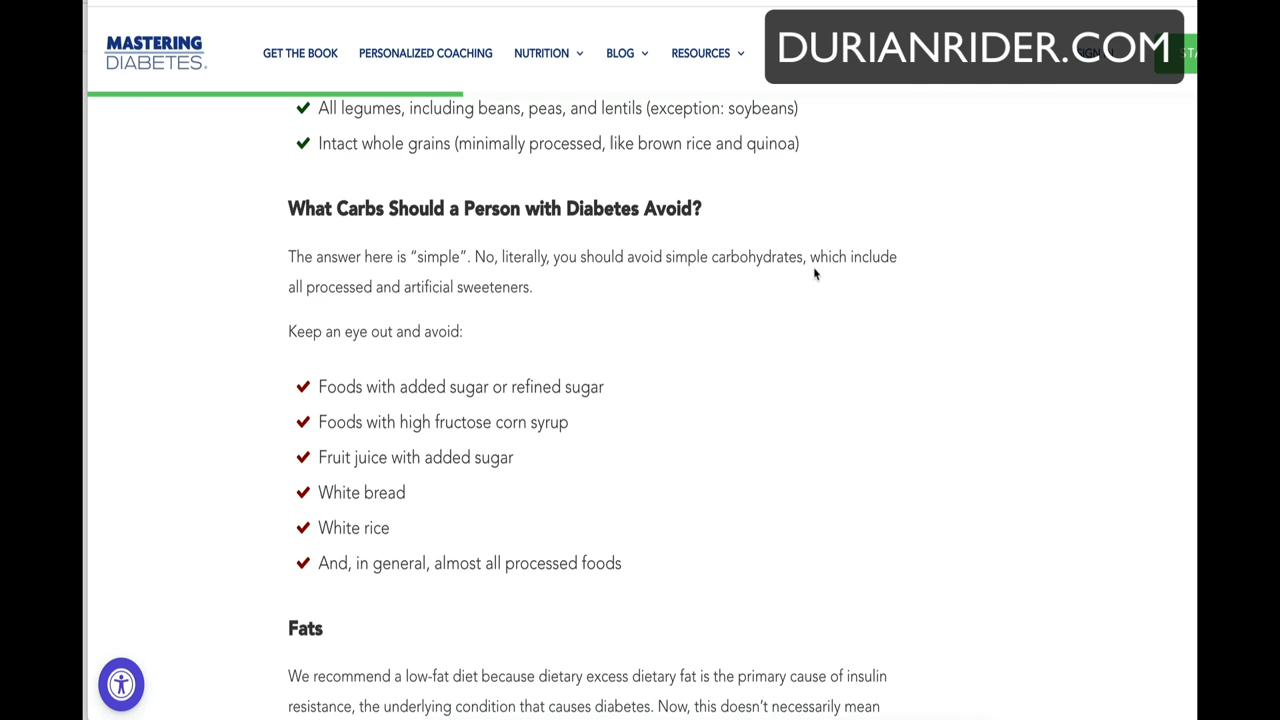 MASTERING
DIABETES.
GET THE BOOK
PERSONALIZED COACHING
NUTRITION
BLOG
RESOURCES
DURIANRIDER.COM
STA
All legumes, including beans, peas, and lentils (exception: soybeans)
Intact whole grains (minimally processed, like brown rice and quinoa)
What Carbs Should a Person with Diabetes Avoid?
The answer here is “simple”. No, literally, you should avoid simple carbohydrates, which include
all processed and artificial sweeteners.
Keep an eye out and avoid:
Foods with added sugar or refined sugar
Foods with high fructose corn syrup
Fruit juice with added sugar
White bread
White rice
And, in general, almost all processed foods
Fats
We recommend a low-fat diet because dietary excess dietary fat is the primary cause of insulin
resistance, the underlying condition that causes diabetes. Now, this doesn’t necessarily mean